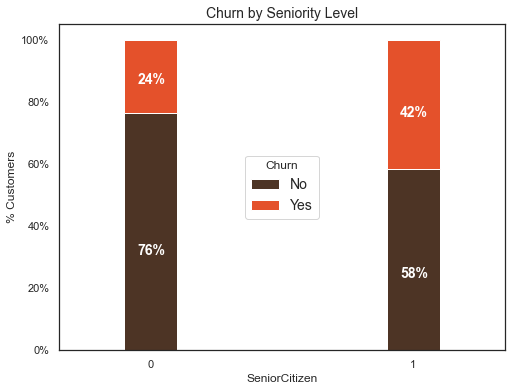 Churn by Seniority Level
100%
80%
60%
40%
20%
0%
% Customers
24%
76%
42%
58%
Churn
No
Yes
0
1
SeniorCitizen